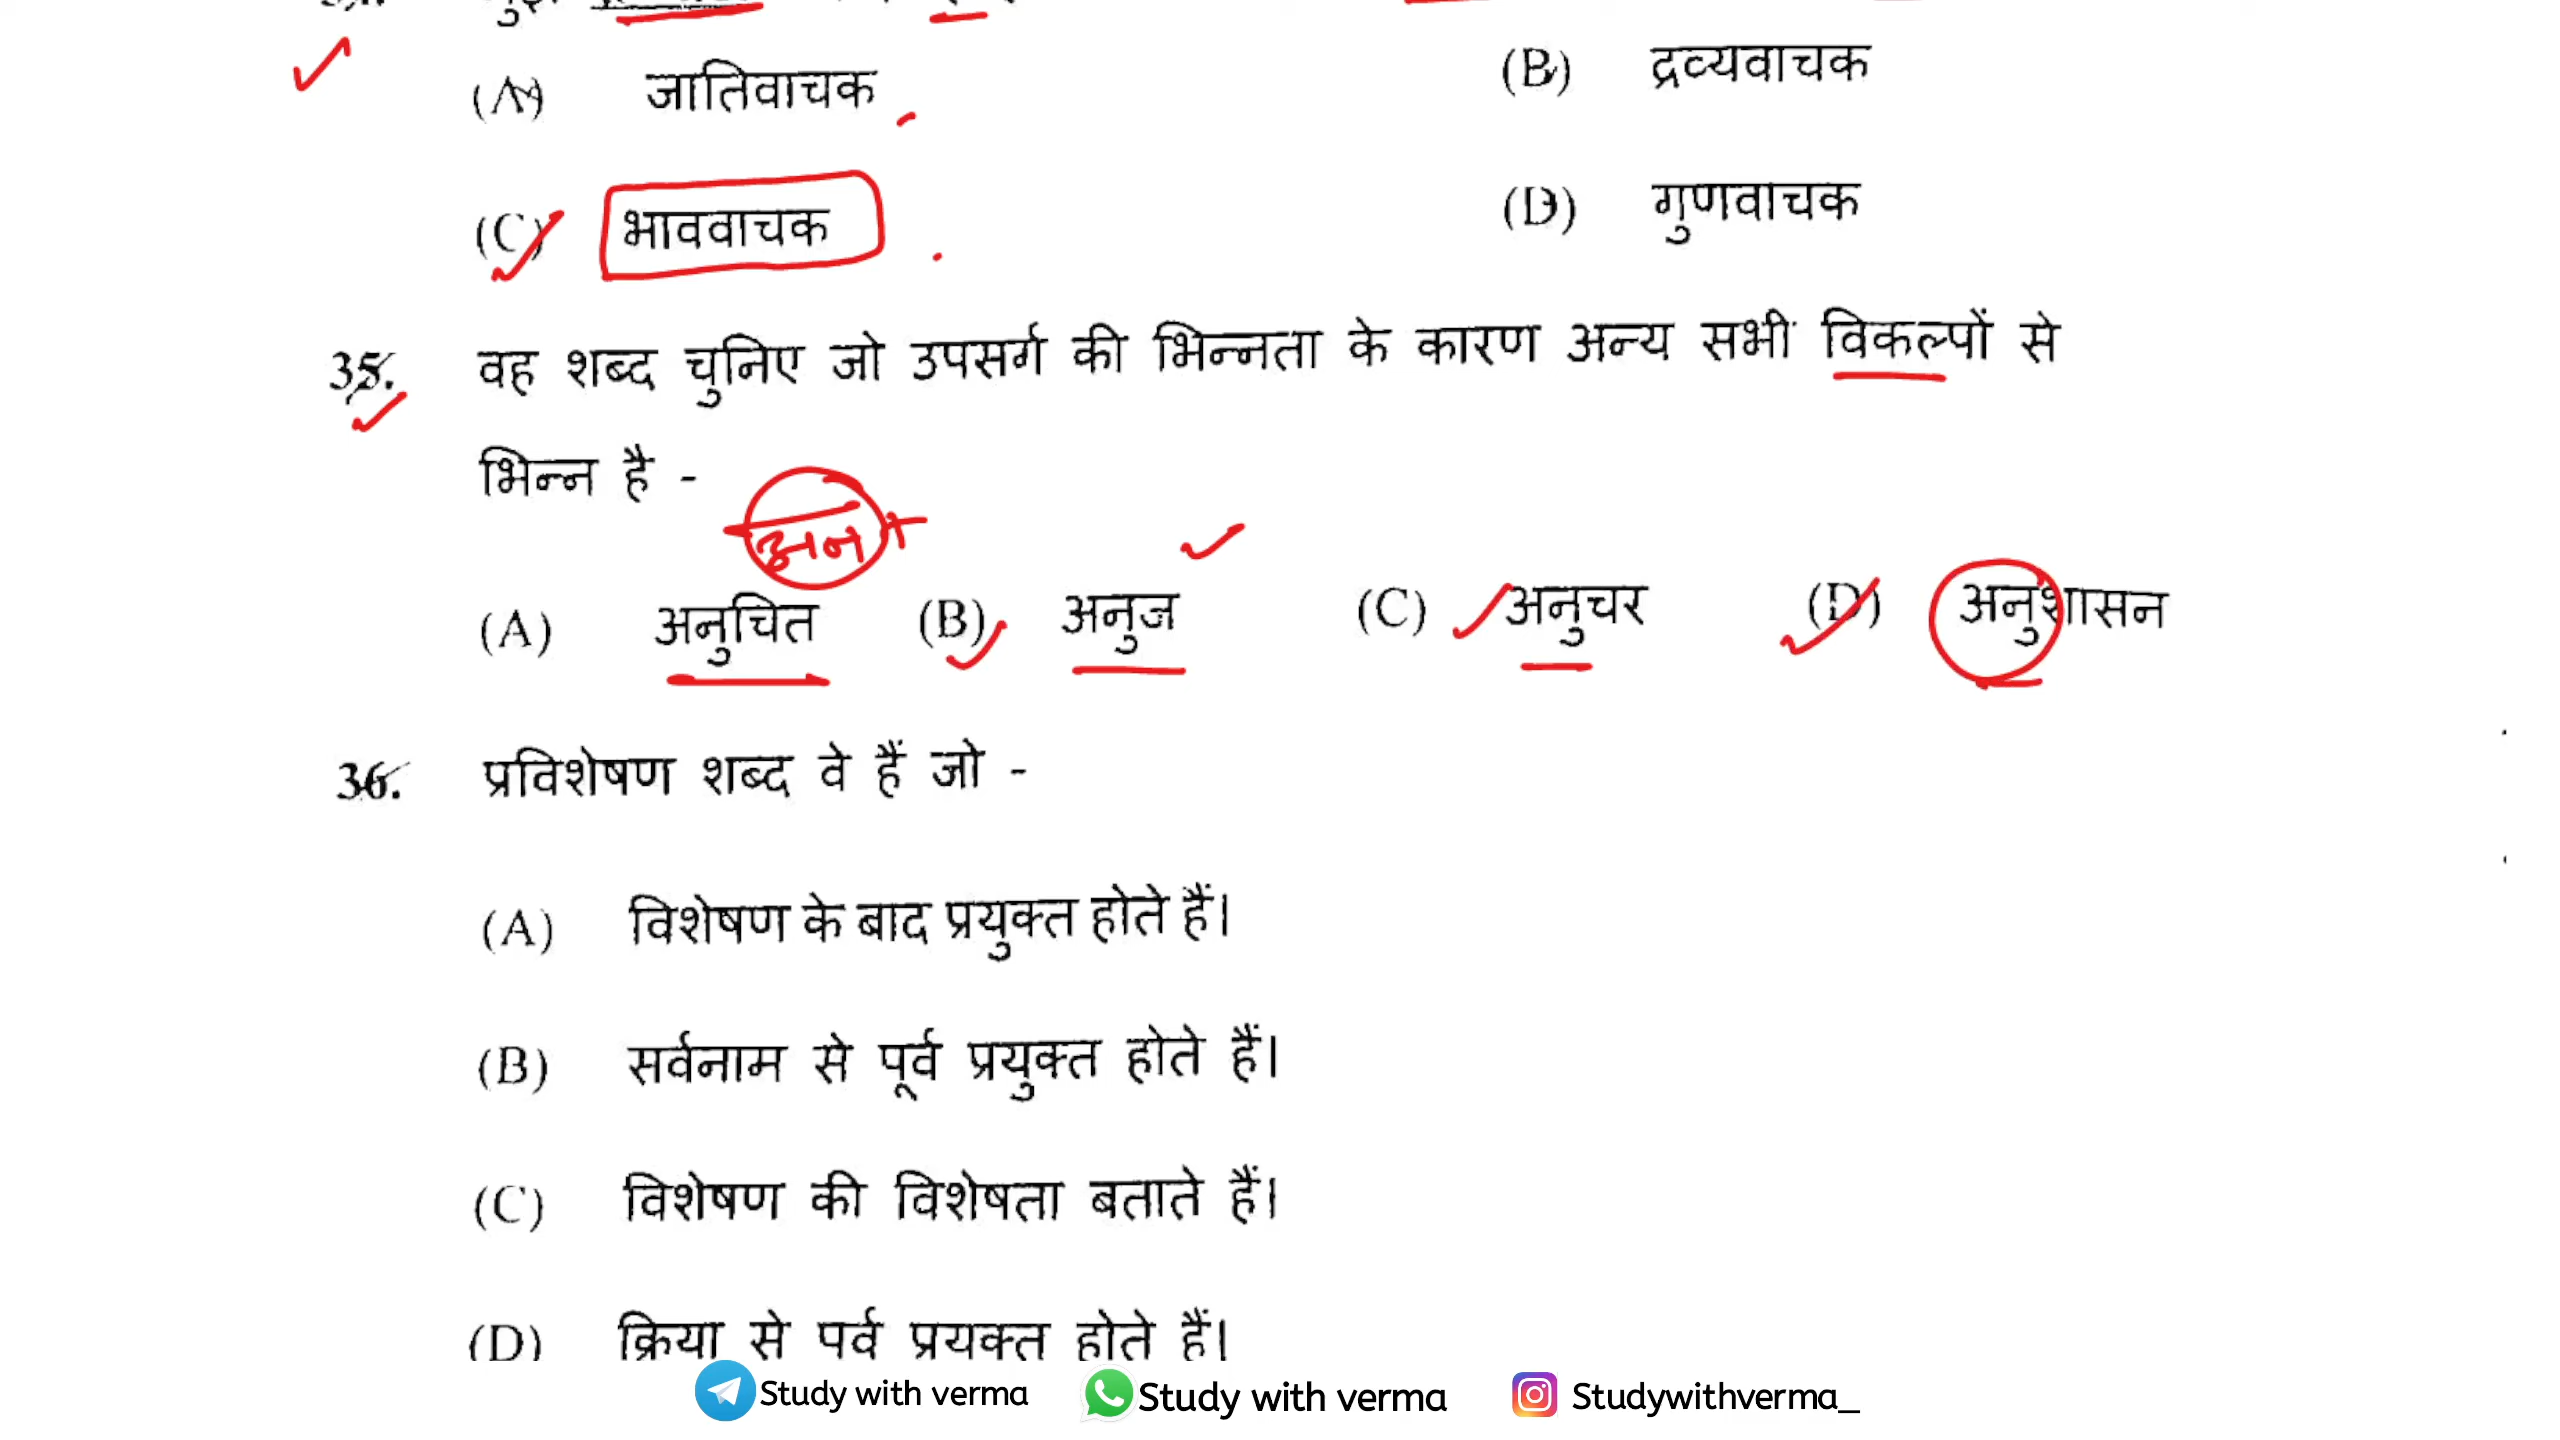 (A) जातिवाचक (B) द्रव्यवाचक
(C) भाववाचक (D) गुणवाचक
35. वह शब्द चुनिए जो उपसर्ग की भिन्नता के कारण अन्य सभी विकल्पों से
भिन्न है -
अन +
(A) अनुचित (B) अनुज (C) अनुचर (D) अनुशासन
36. प्रविशेषण शब्द वे हैं जो -
(A) विशेषण के बाद प्रयुक्त होते हैं।
(B) सर्वनाम से पूर्व प्रयुक्त होते हैं।
(C) विशेषण की विशेषता बताते हैं।
(D) क्रिया से पर्व प्रयक्त होते हैं।
Study with verma Study with verma Studywithverma_